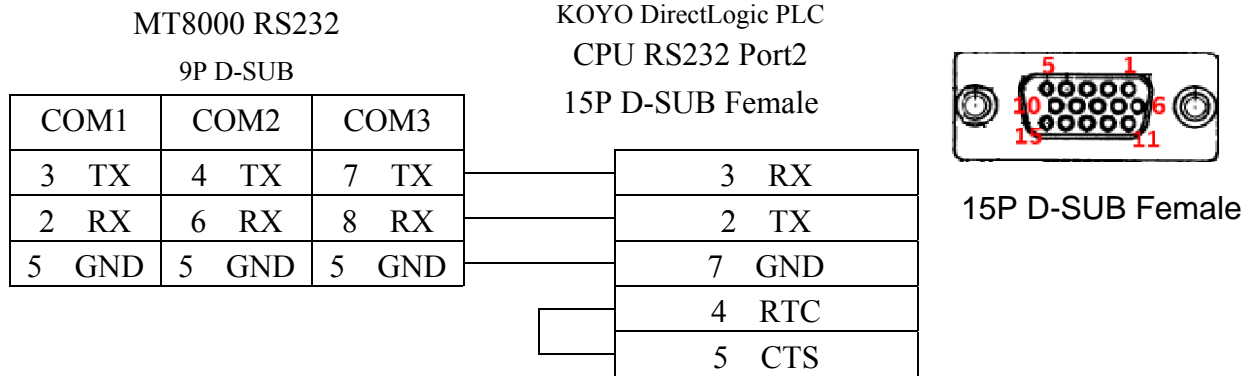 MT8000 RS232
9P D-SUB
COM1 COM2 COM3
3 TX 4 TX 7 TX
2 RX 6 RX 8 RX
5 GND 5 GND 5 GND
KOYO DirectLogic PLC
CPU RS232 Port2
15P D-SUB Female
3 RX
2 TX
7 GND
4 RTC
5 CTS
5 1
10 6
15 11
15P D-SUB Female